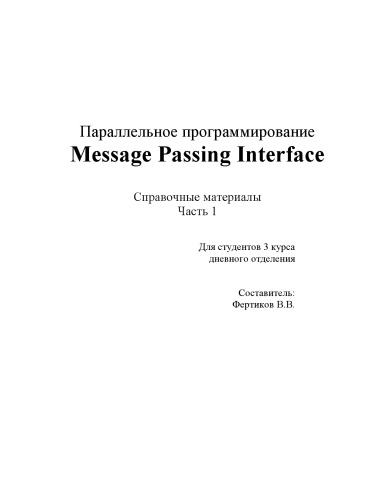 Параллельное программирование
Message Passing Interface
Справочные материалы
Часть 1
Для студентов 3 курса
дневного отделения
Составитель:
Фертиков В.В.